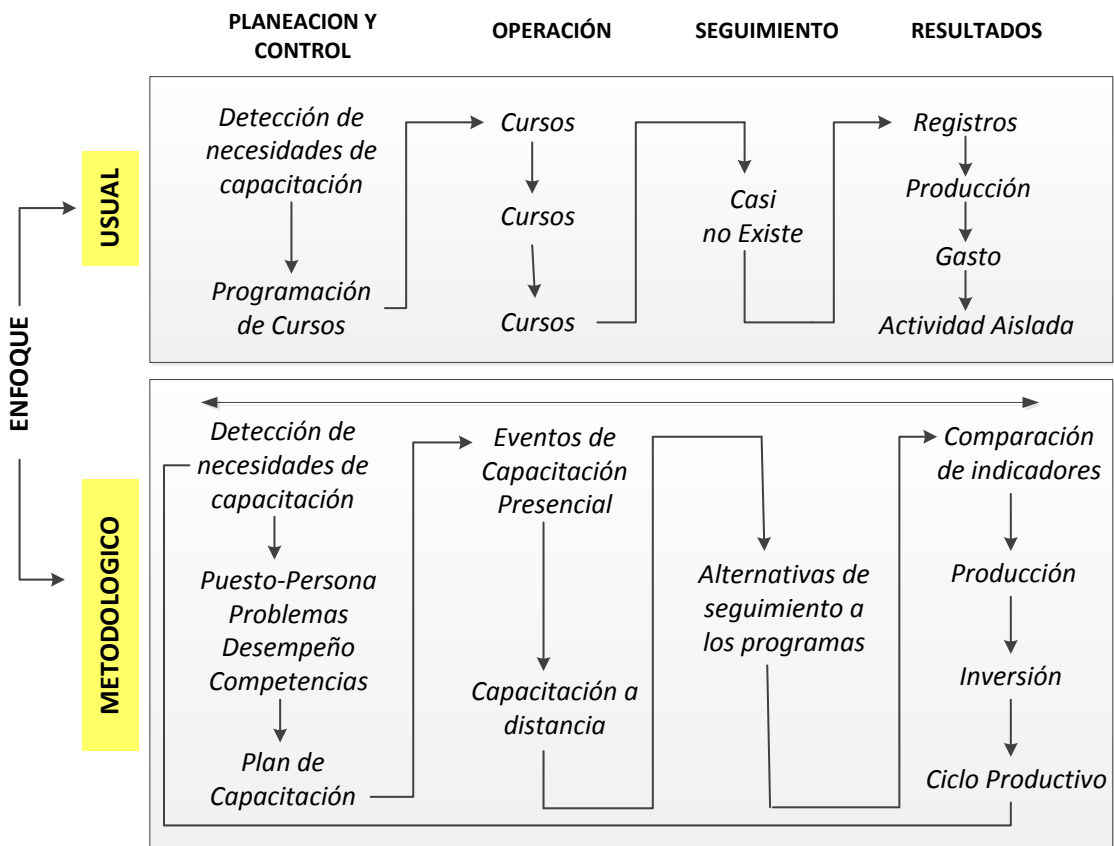 PLANEACION Y
CONTROL
OPERACIÓN
SEGUIMIENTO
RESULTADOS
ENFOQUE
USUAL
Detección de
necesidades de
capacitación
Programación
de Cursos
Cursos
Cursos
Cursos
Casi
no Existe
Registros
Producción
Gasto
Actividad Aislada
METODOLOGICO
Detección de
necesidades de
capacitación
Puesto-Persona
Problemas
Desempeño
Competencias
Plan de
Capacitación
Eventos de
Capacitación
Presencial
Capacitación a
distancia
Alternativas de
seguimiento a
los programas
Comparación
de indicadores
Producción
Inversión
Ciclo Productivo